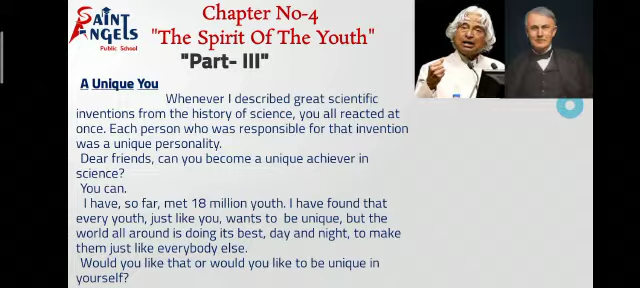 SAINT
ANGELS
Public School
Chapter No-4
"The Spirit Of The Youth"
"Part- III"
A Unique You
Whenever I described great scientific
inventions from the history of science, you all reacted at
once. Each person who was responsible for that invention
was a unique personality.
Dear friends, can you become a unique achiever in
science?
You can.
I have, so far, met 18 million youth. I have found that
every youth, just like you, wants to be unique, but the
world all around is doing its best, day and night, to make
them just like everybody else.
Would you like that or would you like to be unique in
yourself?